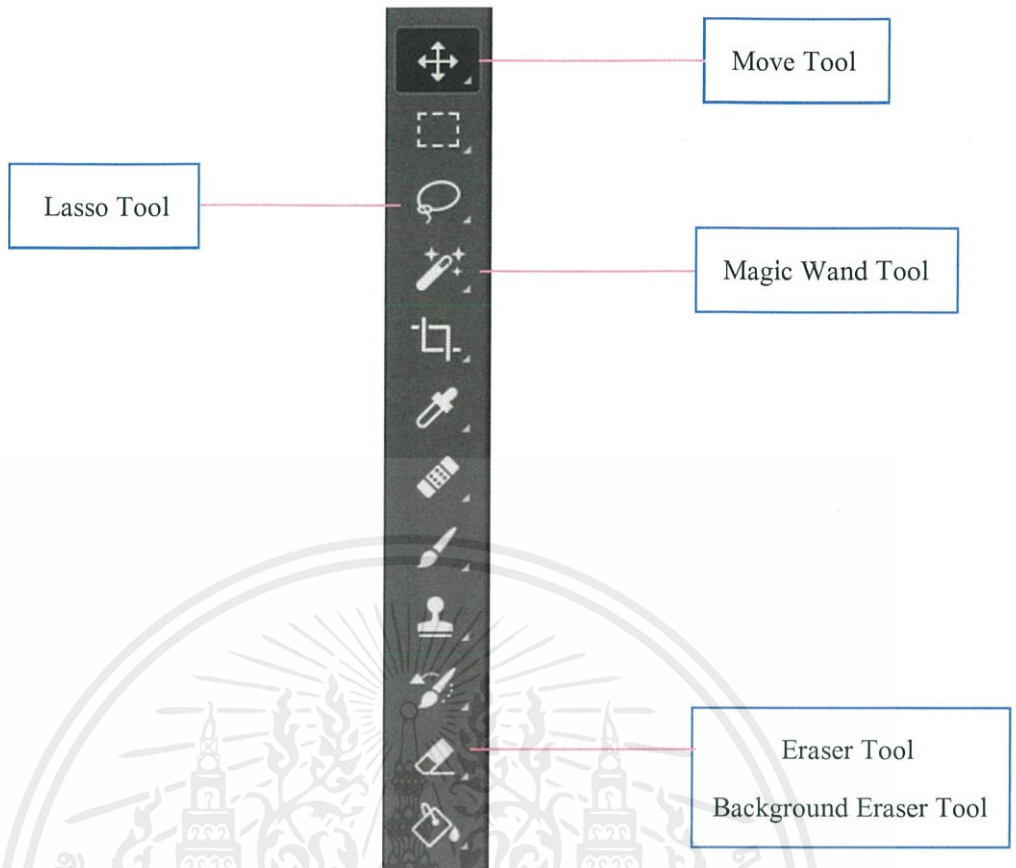 Move Tool
Lasso Tool
Magic Wand Tool
Eraser Tool
Background Eraser Tool